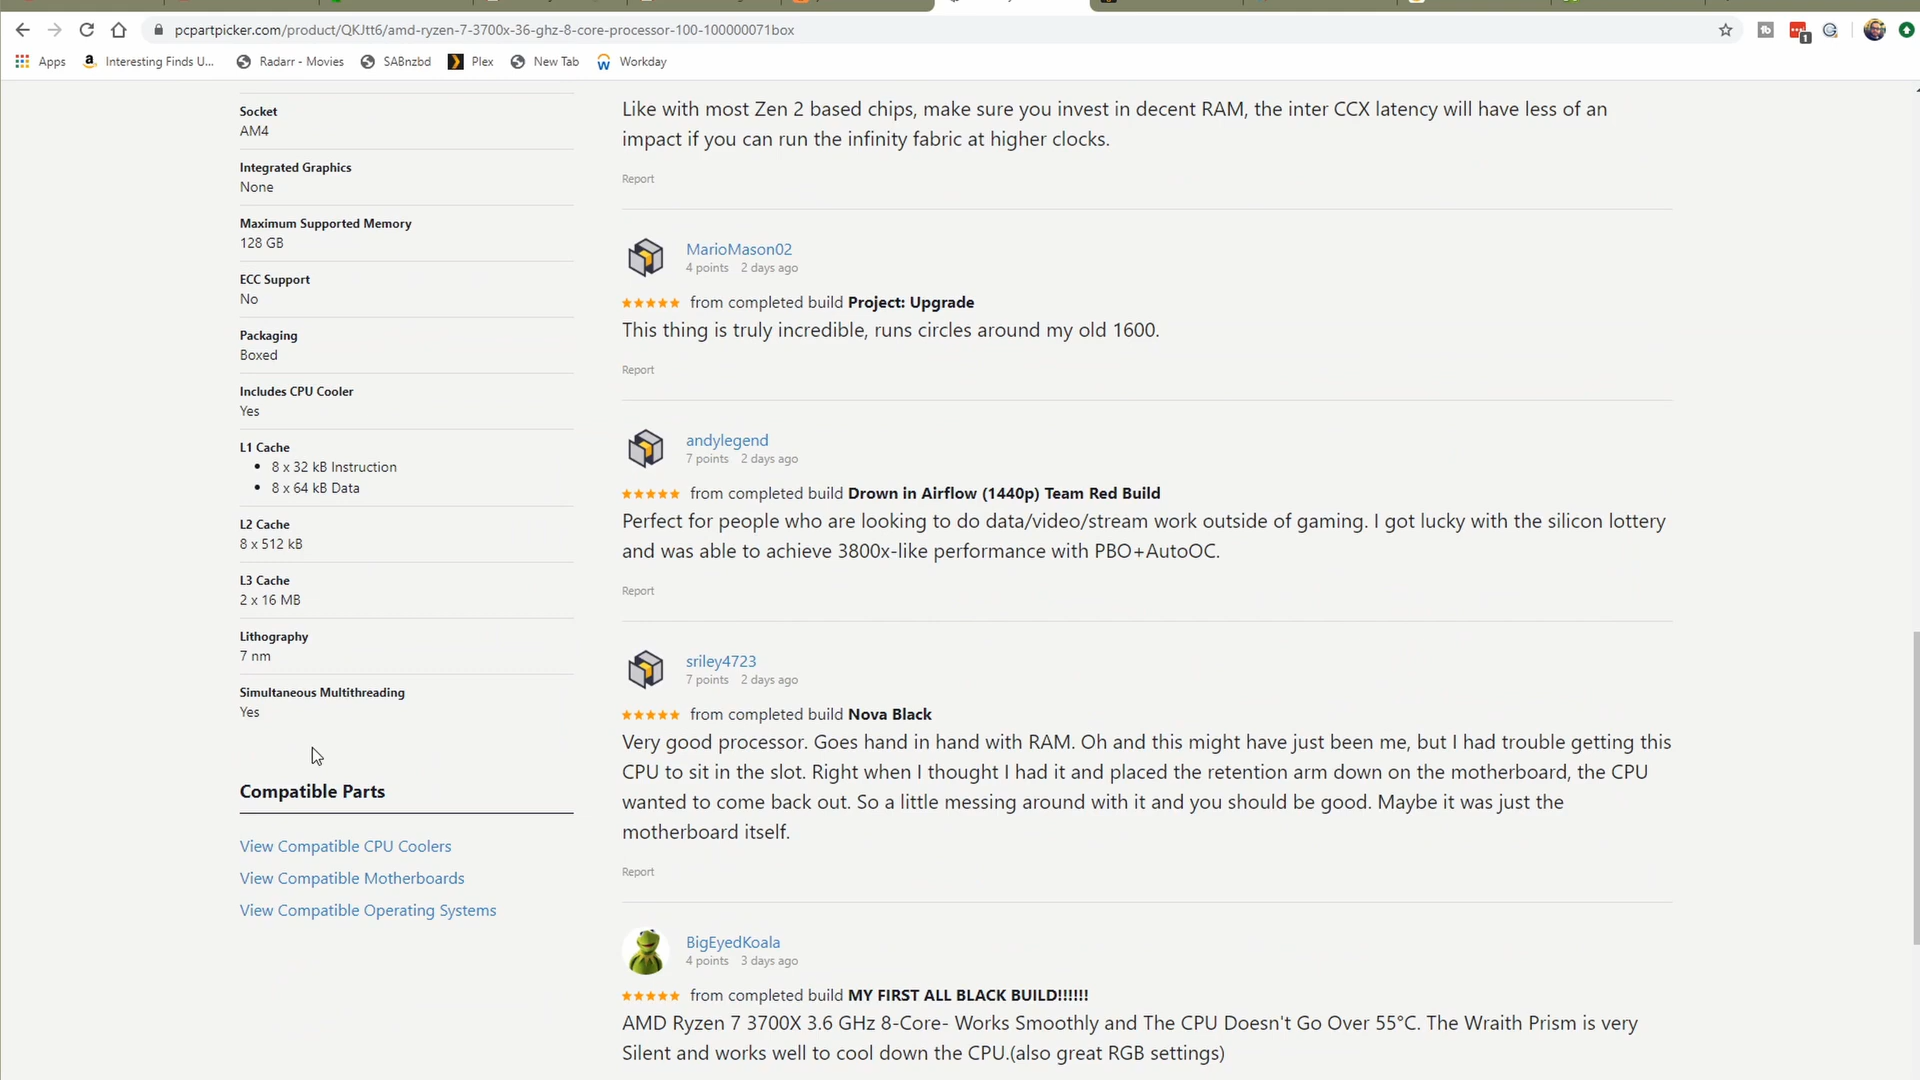 pcpartpicker.com/product/QKJtt6/amd-ryzen-7-3700x-36-ghz-8-core-processor-100-100000071box
1
Apps
Interesting Finds U...
Radarr - Movies
SABnzbd
Plex
New Tab
Workday
Socket
AM4
Integrated Graphics
None
Maximum Supported Memory
128 GB
ECC Support
No
Packaging
Boxed
Includes CPU Cooler
Yes
L1 Cache
8 x 32 kB Instruction
8 x 64 kB Data
L2 Cache
8 x 512 kB
L3 Cache
2 x 16 MB
Lithography
7 nm
Simultaneous Multithreading
Yes
Compatible Parts
View Compatible CPU Coolers
View Compatible Motherboards
View Compatible Operating Systems
Like with most Zen 2 based chips, make sure you invest in decent RAM, the inter CCX latency will have less of an
impact if you can run the infinity fabric at higher clocks.
Report
MarioMason02
4 points 2 days ago
from completed build Project: Upgrade
This thing is truly incredible, runs circles around my old 1600.
Report
andylegend
7 points 2 days ago
from completed build Drown in Airflow (1440p) Team Red Build
Perfect for people who are looking to do data/video/stream work outside of gaming. I got lucky with the silicon lottery
and was able to achieve 3800x-like performance with PBO+AutoOC.
Report
sriley4723
7 points 2 days ago
from completed build Nova Black
Very good processor. Goes hand in hand with RAM. Oh and this might have just been me, but I had trouble getting this
CPU to sit in the slot. Right when I thought I had it and placed the retention arm down on the motherboard, the CPU
wanted to come back out. So a little messing around with it and you should be good. Maybe it was just the
motherboard itself.
Report
BigEyedKoala
4 points 3 days ago
from completed build MY FIRST ALL BLACK BUILD!!!!!!
AMD Ryzen 7 3700X 3.6 GHz 8-Core- Works Smoothly and The CPU Doesn't Go Over 55°C. The Wraith Prism is very
Silent and works well to cool down the CPU.(also great RGB settings)